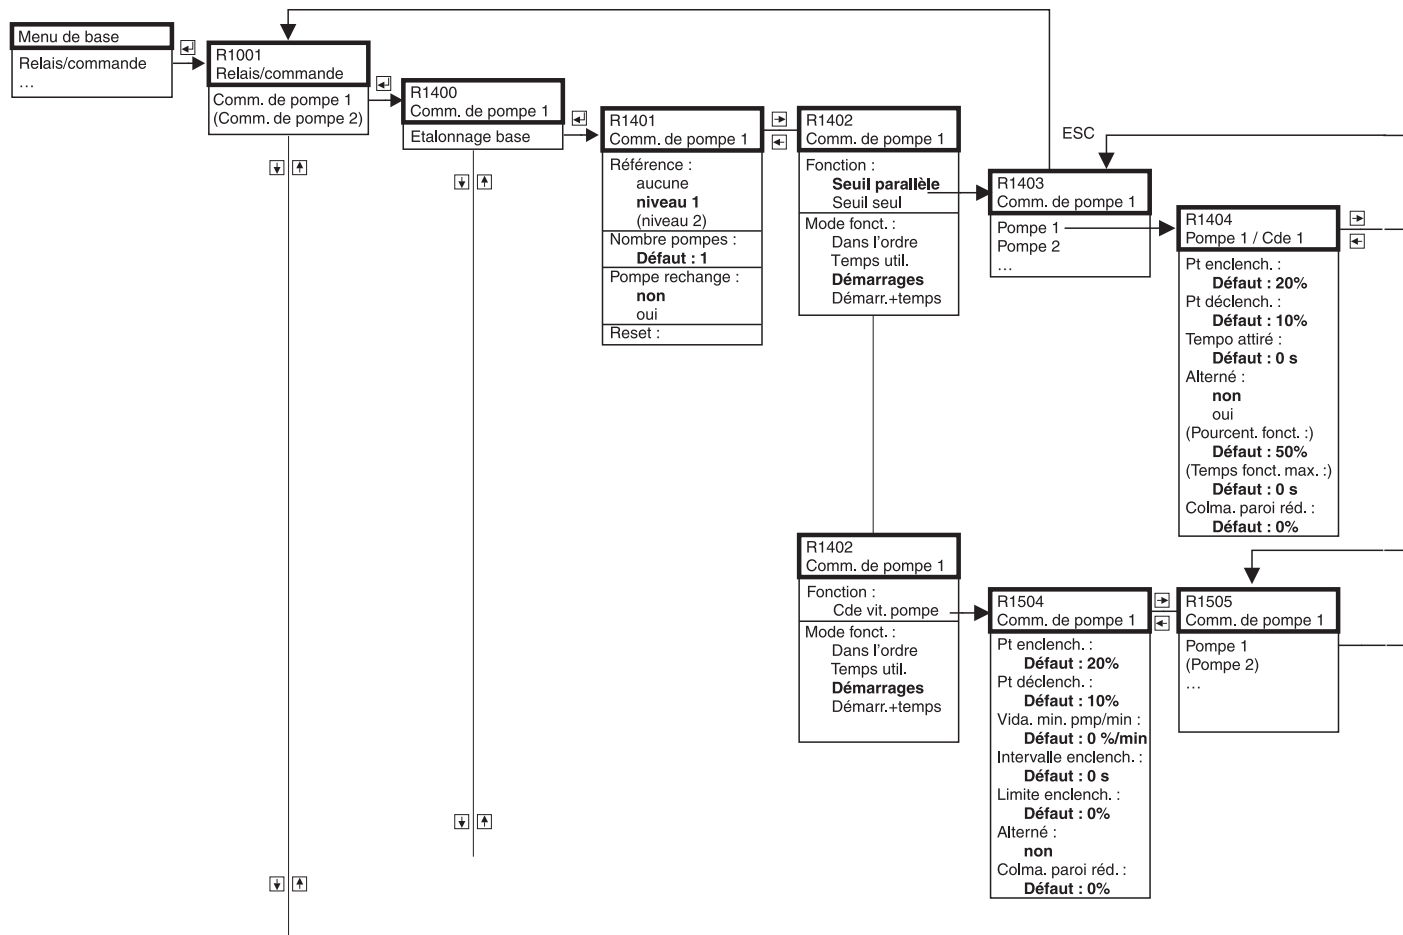 Menu de base
Relais/commande
…
R1001
Relais/commande
Comm. de pompe 1
(Comm. de pompe 2)
R1400
Comm. de pompe 1
Etalonnage base
R1401
Comm. de pompe 1
Référence :
aucune
niveau 1
(niveau 2)
Nombre pompes :
Défaut : 1
Pompe rechange :
non
oui
Reset :
R1402
Comm. de pompe 1
Fonction :
Seuil parallèle
Seuil seul
Mode fonct. :
Dans l'ordre
Temps util.
Démarrages
Démarr.+temps
ESC
R1403
Comm. de pompe 1
Pompe 1
Pompe 2
…
R1404
Pompe 1 / Cde 1
Pt enclench. :
Défaut : 20%
Pt déclench. :
Défaut : 10%
Tempo attiré :
Défaut : 0 s
Alterné :
non
oui
(Pourcent. fonct. :)
Défaut : 50%
(Temps fonct. max. :)
Défaut : 0 s
Colma. paroi réd. :
Défaut : 0%
R1402
Comm. de pompe 1
Fonction :
Cde vit. pompe
Mode fonct. :
Dans l'ordre
Temps util.
Démarrages
Démarr.+temps
R1504
Comm. de pompe 1
Pt enclench. :
Défaut : 20%
Pt déclench. :
Défaut : 10%
Vida. min. pmp/min :
Défaut : 0 %/min
Intervalle enclench. :
Défaut : 0 s
Limite enclench. :
Défaut : 0%
Alterné :
non
Colma. paroi réd. :
Défaut : 0%
R1505
Comm. de pompe 1
Pompe 1
(Pompe 2)
…